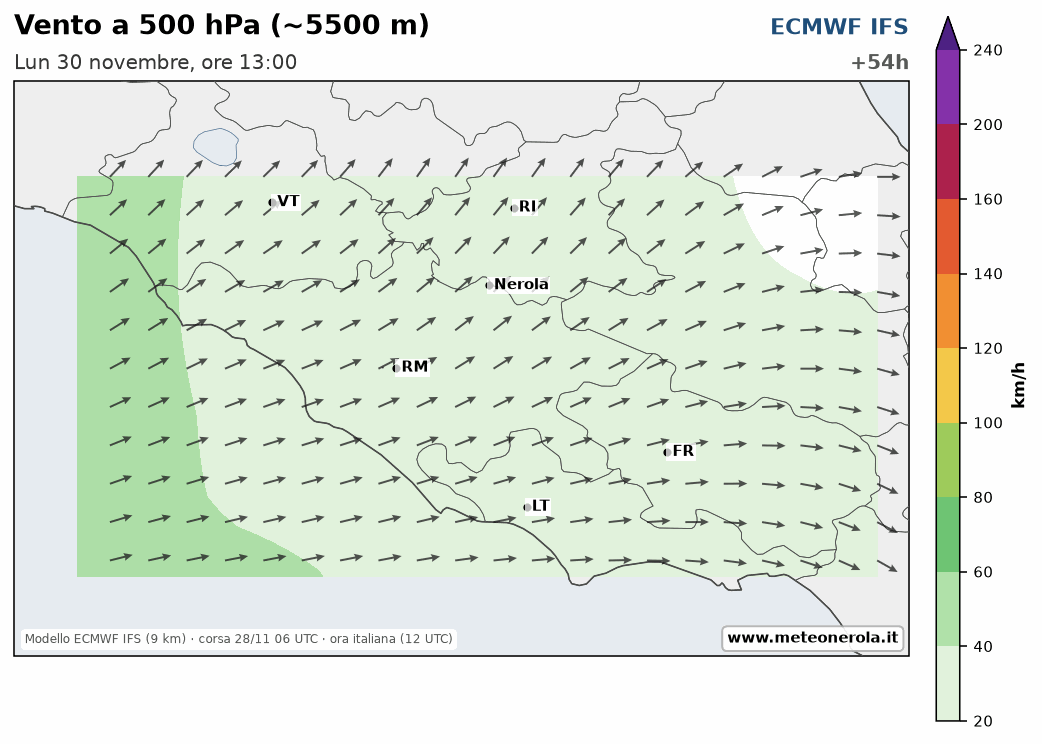 Vento a 500 hPa (~5500 m)
ECMWF IFS
Lun 30 novembre, ore 13:00
+54h
VT
RI
Nerola
RM
FR
LT
240
200
160
140
120
100
80
60
40
20
km/h
Modello ECMWF IFS (9 km) · corsa 28/11 06 UTC · ora italiana (12 UTC)
www.meteonerola.it